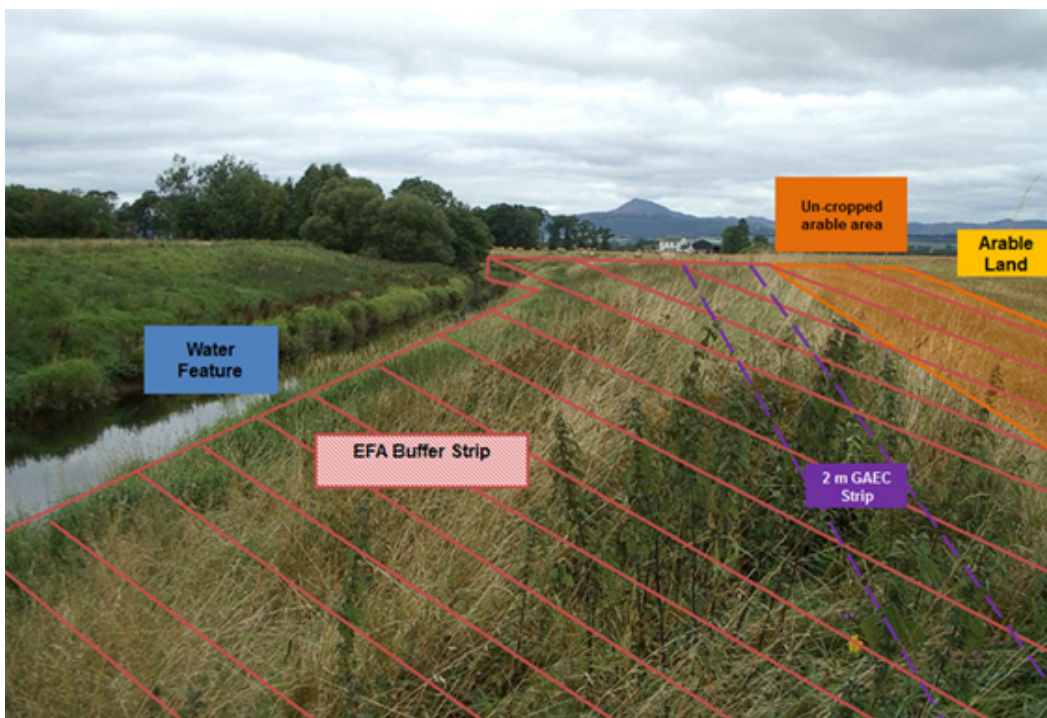 Un-cropped
arable area
Arable
Land
Water
Feature
EFA Buffer Strip
2 m GAEC
Strip